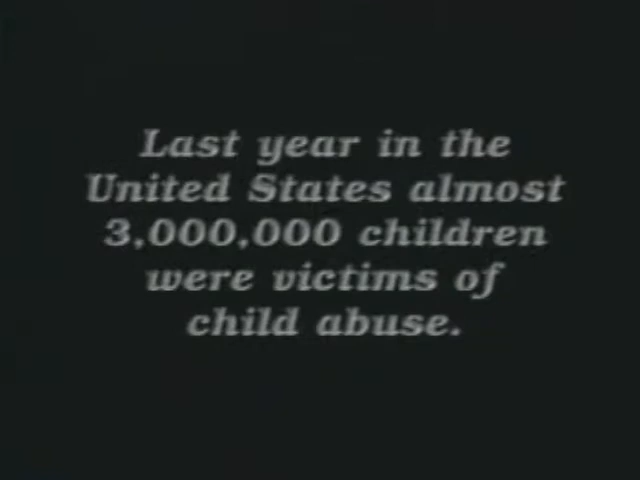 Last year in the
United States almost
3,000,000 children
were victims of
child abuse.